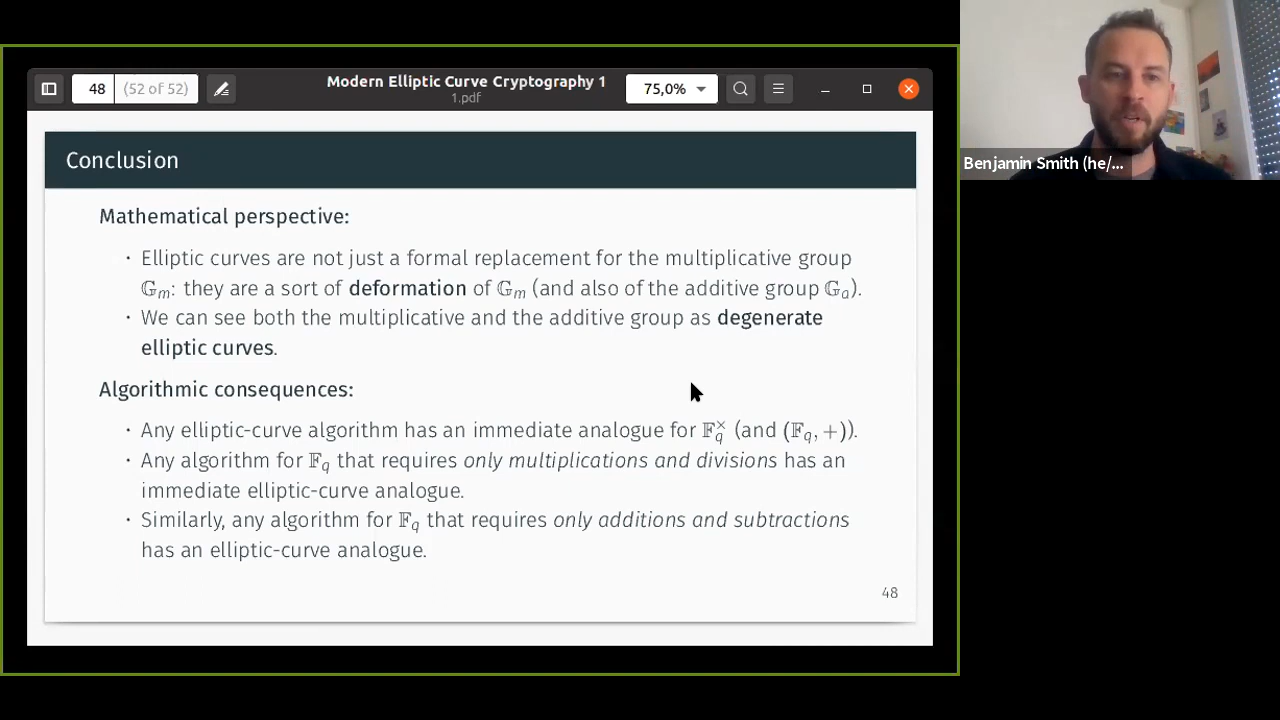 48 (52 of 52) Modern Elliptic Curve Cryptography 1 75,0%
1.pdf
Benjamin Smith (he/...
Conclusion
Mathematical perspective:
· Elliptic curves are not just a formal replacement for the multiplicative group
𝔾ₘ: they are a sort of deformation of 𝔾ₘ (and also of the additive group 𝔾ₐ).
· We can see both the multiplicative and the additive group as degenerate
elliptic curves.
Algorithmic consequences:
· Any elliptic-curve algorithm has an immediate analogue for 𝔽_q^× (and (𝔽_q, +)).
· Any algorithm for 𝔽_q that requires only multiplications and divisions has an
immediate elliptic-curve analogue.
· Similarly, any algorithm for 𝔽_q that requires only additions and subtractions
has an elliptic-curve analogue.
48